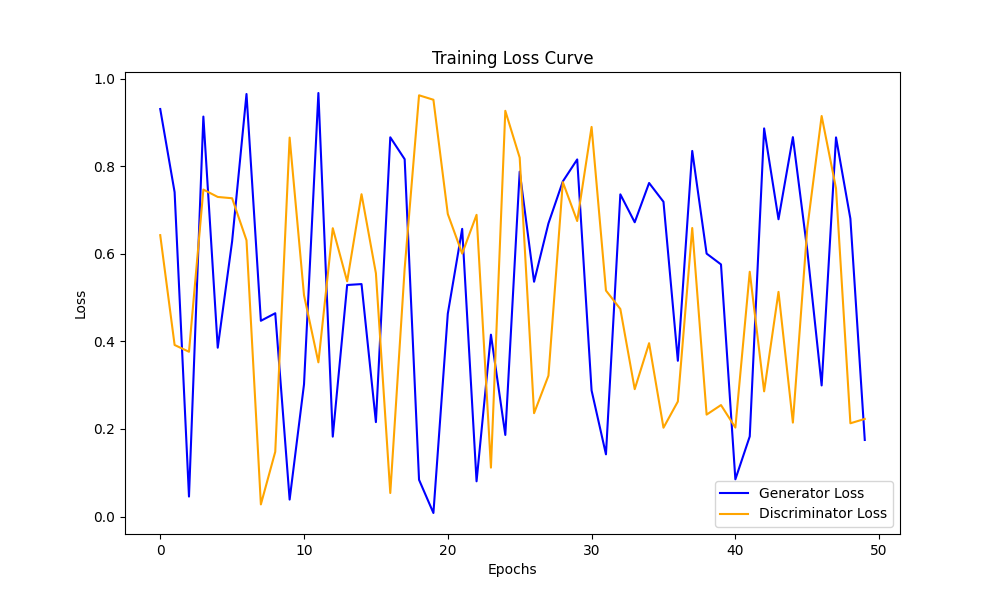 Training Loss Curve
1.0
0.8
0.6
0.4
0.2
0.0
Loss
0 10 20 30 40 50
Epochs
Generator Loss
Discriminator Loss